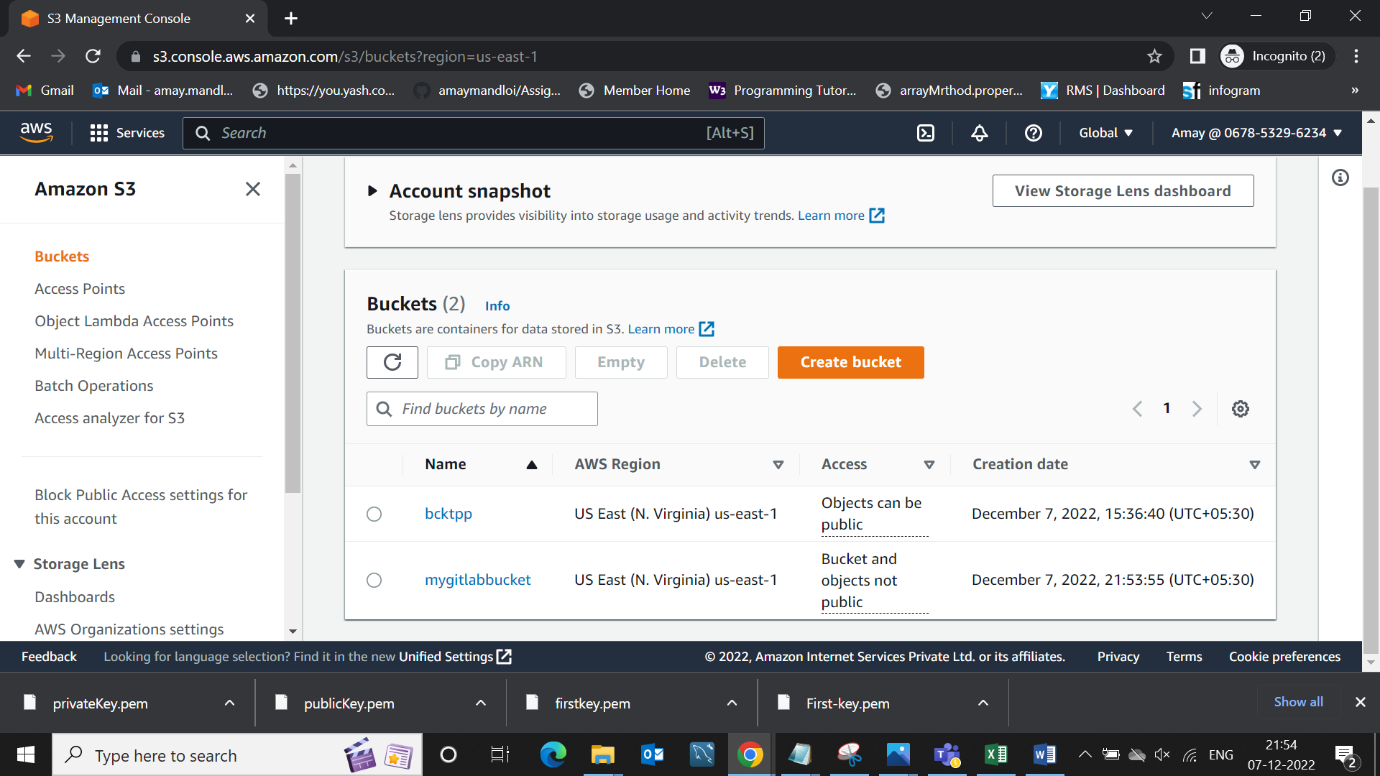 S3 Management Console
s3.console.aws.amazon.com/s3/buckets?region=us-east-1
Incognito (2)
Gmail
Mail - amay.mandl...
https://you.yash.co...
amaymandloi/Assig...
Member Home
W3 Programming Tutor...
arrayMrthod.proper...
RMS | Dashboard
infogram
»
aws
Services
Search
[Alt+S]
Global
Amay @ 0678-5329-6234
Amazon S3
Buckets
Access Points
Object Lambda Access Points
Multi-Region Access Points
Batch Operations
Access analyzer for S3
Block Public Access settings for
this account
Storage Lens
Dashboards
AWS Organizations settings
Account snapshot
Storage lens provides visibility into storage usage and activity trends. Learn more
View Storage Lens dashboard
Buckets (2) Info
Buckets are containers for data stored in S3. Learn more
Copy ARN
Empty
Delete
Create bucket
Find buckets by name
1
Name AWS Region Access Creation date
bcktpp US East (N. Virginia) us-east-1 Objects can be
public December 7, 2022, 15:36:40 (UTC+05:30)
mygitlabbucket US East (N. Virginia) us-east-1 Bucket and
objects not
public December 7, 2022, 21:53:55 (UTC+05:30)
Feedback
Looking for language selection? Find it in the new Unified Settings
© 2022, Amazon Internet Services Private Ltd. or its affiliates.
Privacy
Terms
Cookie preferences
privateKey.pem
publicKey.pem
firstkey.pem
First-key.pem
Show all
Type here to search
ENG
21:54
07-12-2022
2